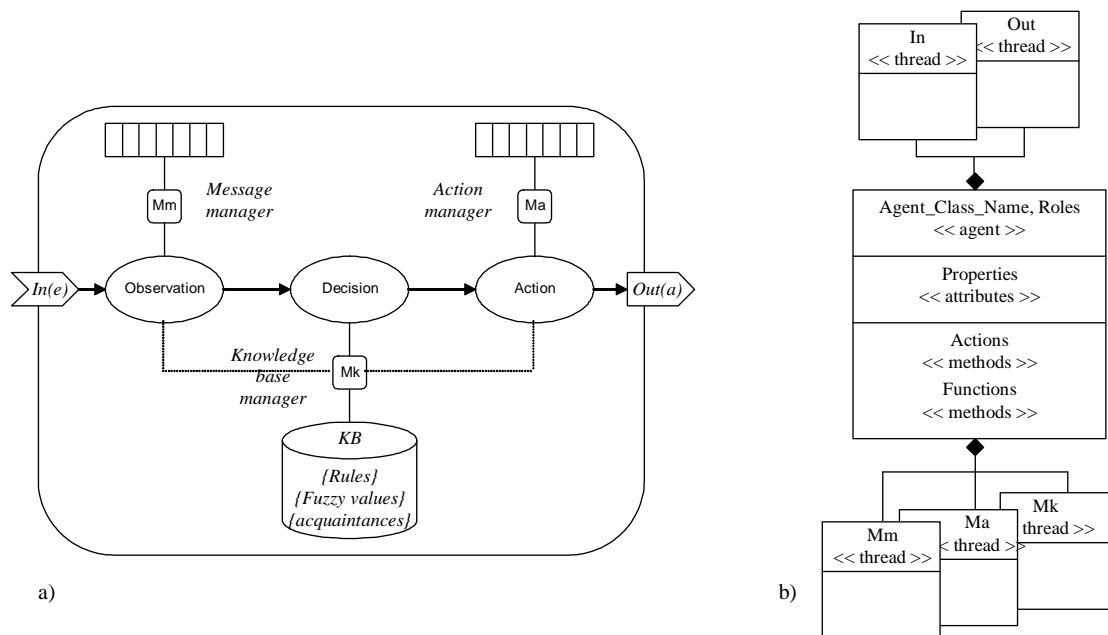 Message
manager
Mm
Action
manager
Ma
In(e)
Observation
Decision
Action
Out(a)
Knowledge
base
manager
Mk
KB
{Rules}
{Fuzzy values}
{acquaintances}
a)
In
<< thread >>
Out
< thread >>
Agent_Class_Name, Roles
<< agent >>
Properties
<< attributes >>
Actions
<< methods >>
Functions
<< methods >>
Mm
<< thread >>
Ma
< thread >>
Mk
thread >>
b)